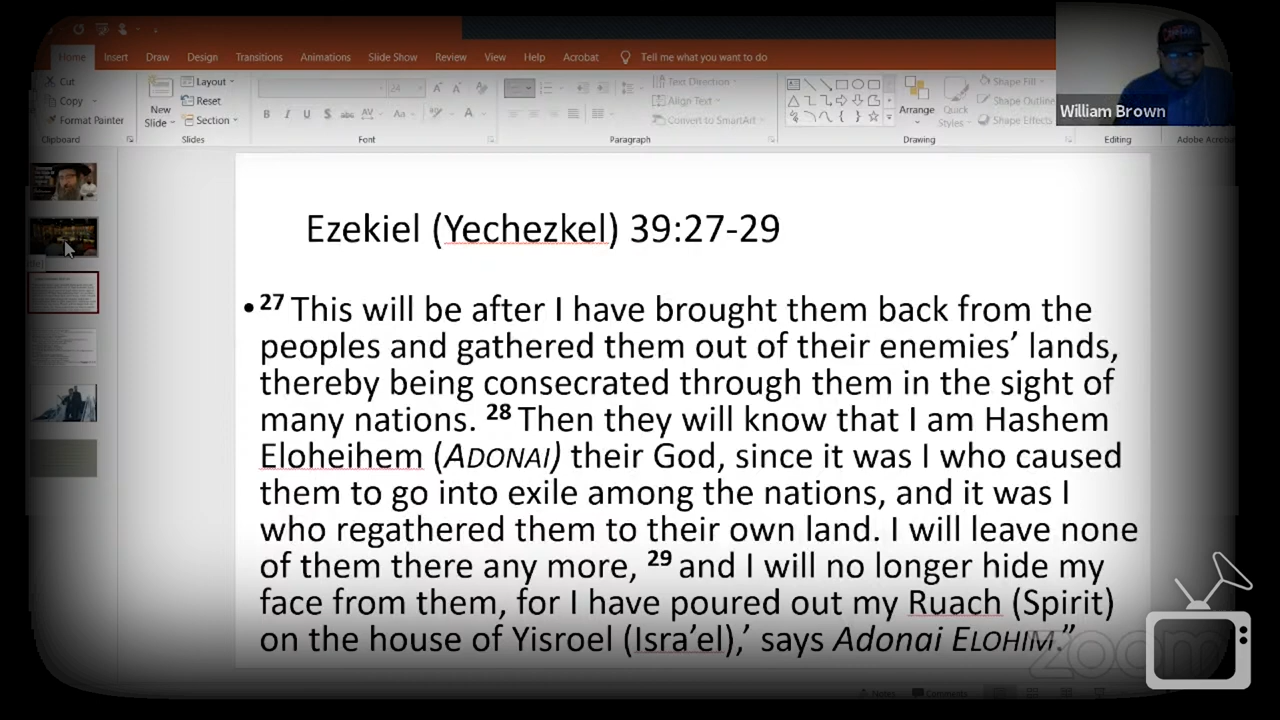 Home Insert Draw Design Transitions Animations Slide Show Review View Help Acrobat Tell me what you want to do
Cut
Copy
Format Painter
Clipboard
New
Slide
Layout
Reset
Section
Slides
24
Font
Text Direction
Align Text
Convert to SmartArt
Paragraph
Arrange
Quick
Styles
Shape Fill
Shape Outline
Shape Effects
Drawing
Editing
Adobe Acrobat
William Brown
Ezekiel (Yechezkel) 39:27-29
• 27 This will be after I have brought them back from the
peoples and gathered them out of their enemies’ lands,
thereby being consecrated through them in the sight of
many nations. 28 Then they will know that I am Hashem
Eloheihem (ADONAI) their God, since it was I who caused
them to go into exile among the nations, and it was I
who regathered them to their own land. I will leave none
of them there any more, 29 and I will no longer hide my
face from them, for I have poured out my Ruach (Spirit)
on the house of Yisroel (Isra’el),’ says Adonai ELOHIM.”
zoom
Notes Comments